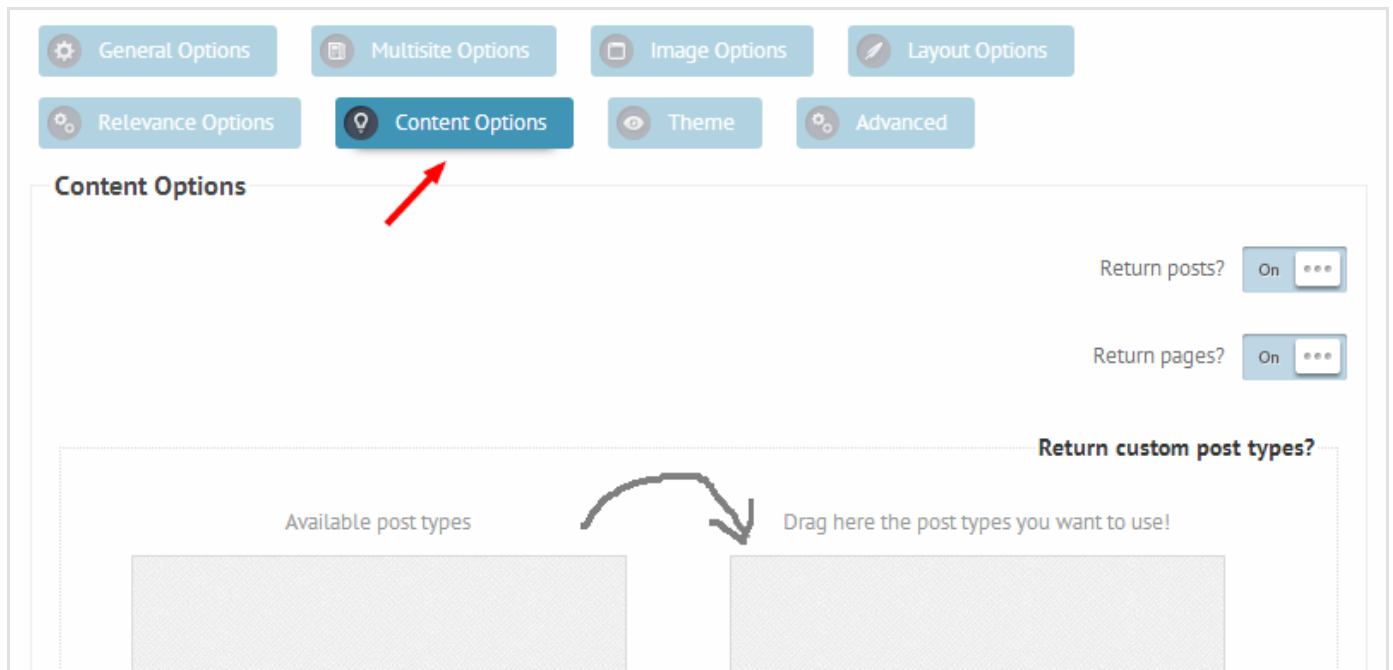 General Options Multisite Options Image Options Layout Options
Relevance Options Content Options Theme Advanced
Content Options
Return posts? On
Return pages? On
Return custom post types?
Available post types Drag here the post types you want to use!